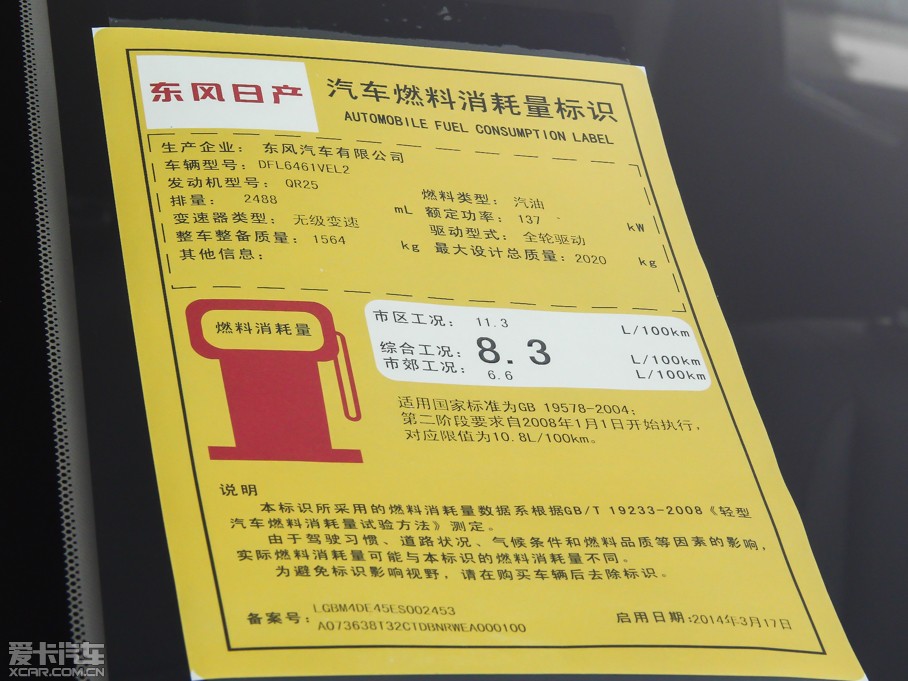 东风日产
汽车燃料消耗量标识
AUTOMOBILE FUEL CONSUMPTION LABEL
生产企业： 东风汽车有限公司
车辆型号：DFL6461VEL2
发动机型号： QR25
燃料类型： 汽油
排量： 2488 mL
额定功率： 137 kW
变速器类型： 无级变速
驱动型式： 全轮驱动
整车整备质量： 1564 kg
最大设计总质量：2020 kg
其他信息：
燃料消耗量
市区工况： 11.3 L/100km
综合工况： 8.3 L/100km
市郊工况： 6.6 L/100km
适用国家标准为GB 19578-2004；
第二阶段要求自2008年1月1日开始执行，
对应限值为10.8L/100km。
说明
本标识所采用的燃料消耗量数据系根据GB/T 19233-2008《轻型
汽车燃料消耗量试验方法》测定。
由于驾驶习惯、道路状况、气候条件和燃料品质等因素的影响，
实际燃料消耗量可能与本标识的燃料消耗量不同。
为避免标识影响视野，请在购买车辆后去除标识。
备案号：LGBM4DE45ES002453
A073638132CTDBNRWEA000100
启用日期：2014年3月17日
爱卡汽车
XCAR.COM.CN